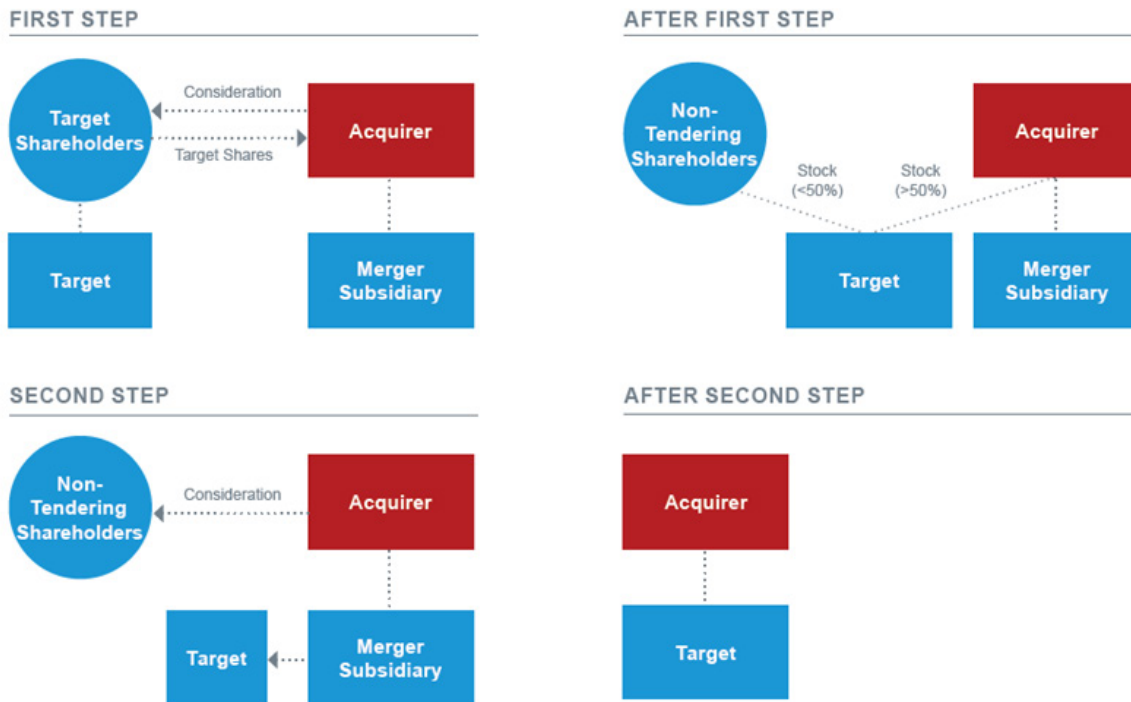 FIRST STEP
Target
Shareholders
Consideration
Target Shares
Acquirer
Target
Merger
Subsidiary
AFTER FIRST STEP
Non-
Tendering
Shareholders
Stock
(<50%)
Stock
(>50%)
Acquirer
Target
Merger
Subsidiary
SECOND STEP
Non-
Tendering
Shareholders
Consideration
Acquirer
Target
Merger
Subsidiary
AFTER SECOND STEP
Acquirer
Target